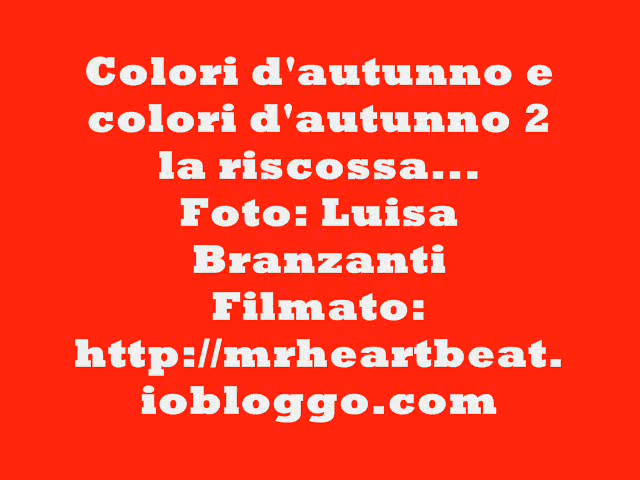 Colori d'autunno e
colori d'autunno 2
la riscossa...
Foto: Luisa
Branzanti
Filmato:
http://mrheartbeat.
iobloggo.com